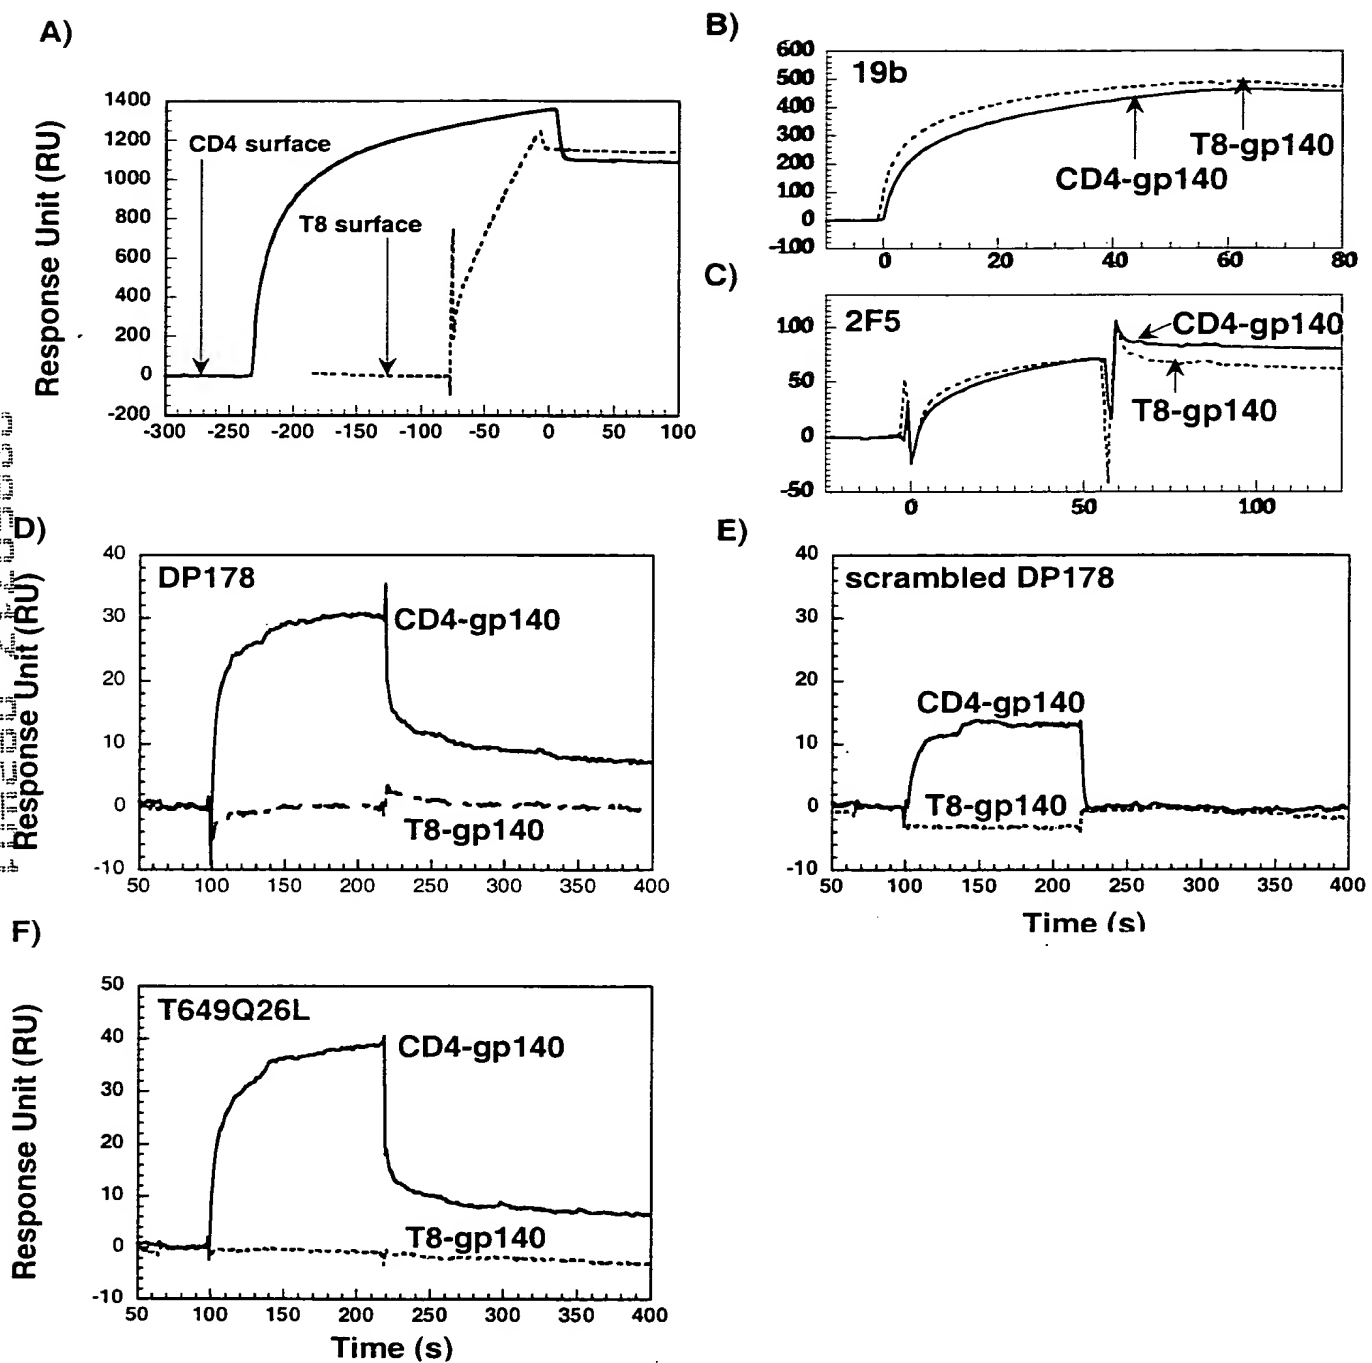 A)
Response Unit (RU)
1400
1200
1000
800
600
400
200
0
-200
CD4 surface
T8 surface
-300 -250 -200 -150 -100 -50 0 50 100
B)
600
500
400
300
200
100
0
-100
19b
T8-gp140
CD4-gp140
0 20 40 60 80
C)
100
50
0
-50
2F5
CD4-gp140
T8-gp140
0 50 100
D)
Response Unit (RU)
40
30
20
10
0
-10
DP178
CD4-gp140
T8-gp140
50 100 150 200 250 300 350 400
E)
40
30
20
10
0
-10
scrambled DP178
CD4-gp140
T8-gp140
50 100 150 200 250 300 350 400
Time (s)
F)
Response Unit (RU)
50
40
30
20
10
0
-10
T649Q26L
CD4-gp140
T8-gp140
50 100 150 200 250 300 350 400
Time (s)